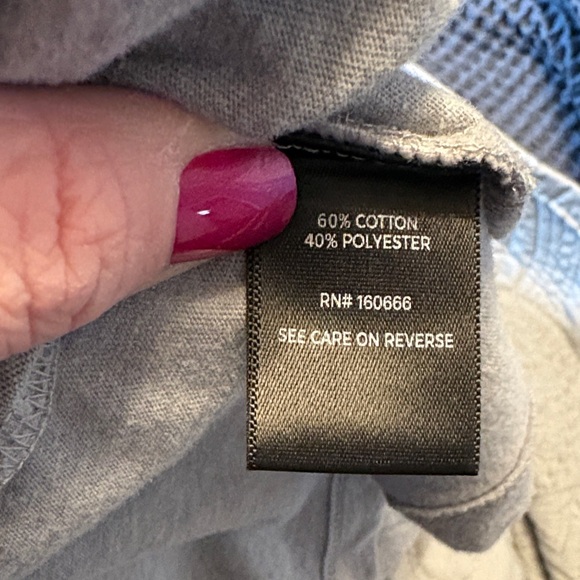 60% COTTON
40% POLYESTER
RN# 160666
SEE CARE ON REVERSE